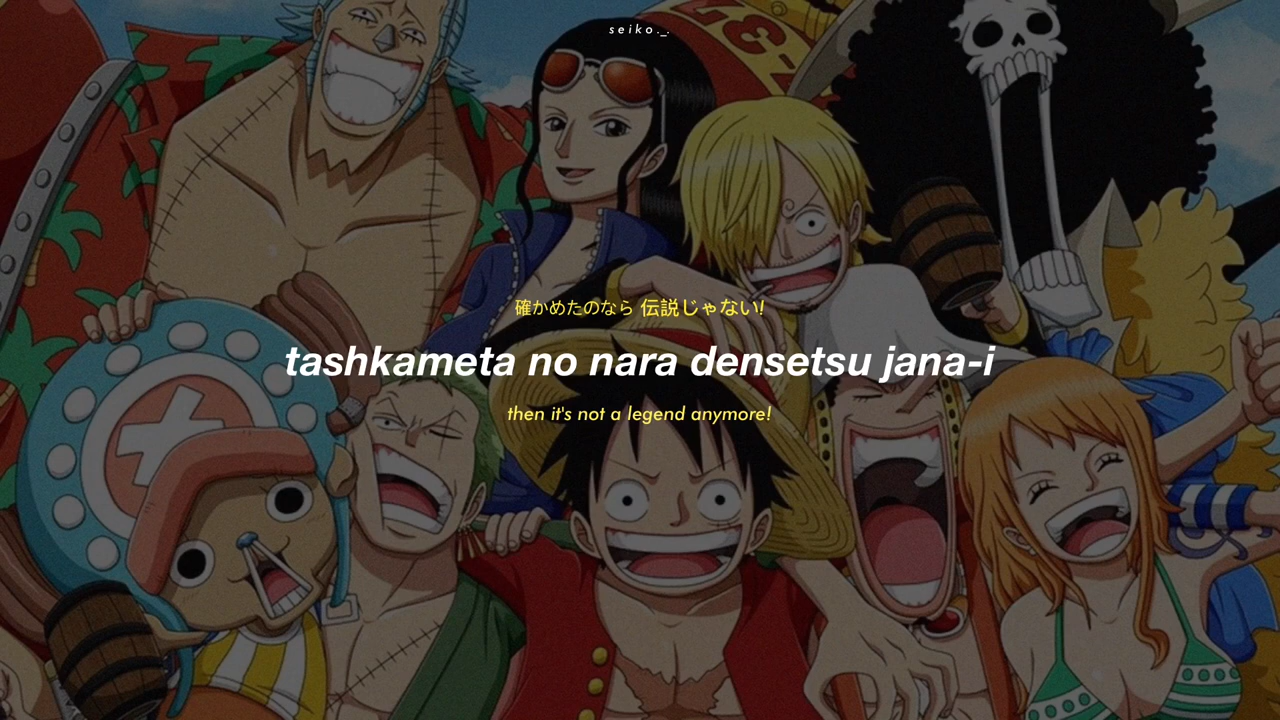 seiko._.
確かめたのなら 伝説じゃない!
tashkameta no nara densetsu jana-i
then it's not a legend anymore!